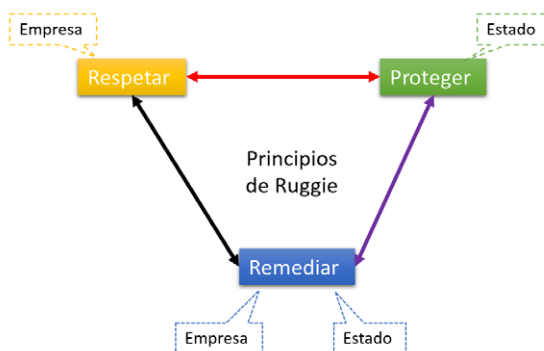 Empresa
Estado
Respetar
Proteger
Principios
de Ruggie
Remediar
Empresa
Estado